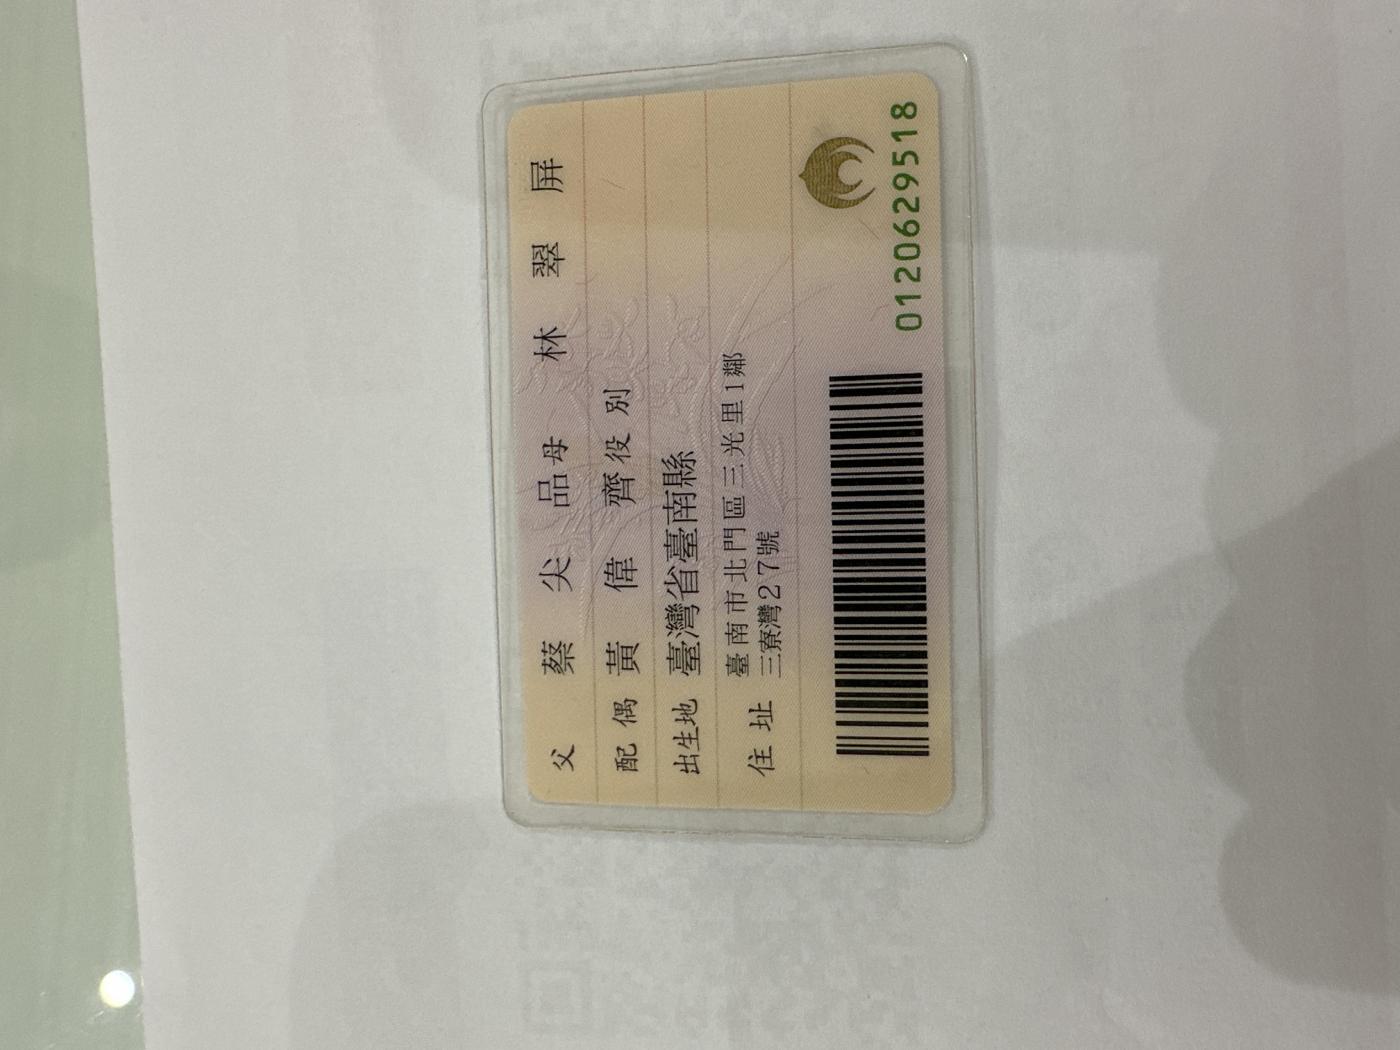 父 蔡尖品 母 林翠屏
配偶 黃偉齊 役別
出生地 臺灣省臺南縣
住址 臺南市北門區三光里1鄰
三寮灣27號
0120629518